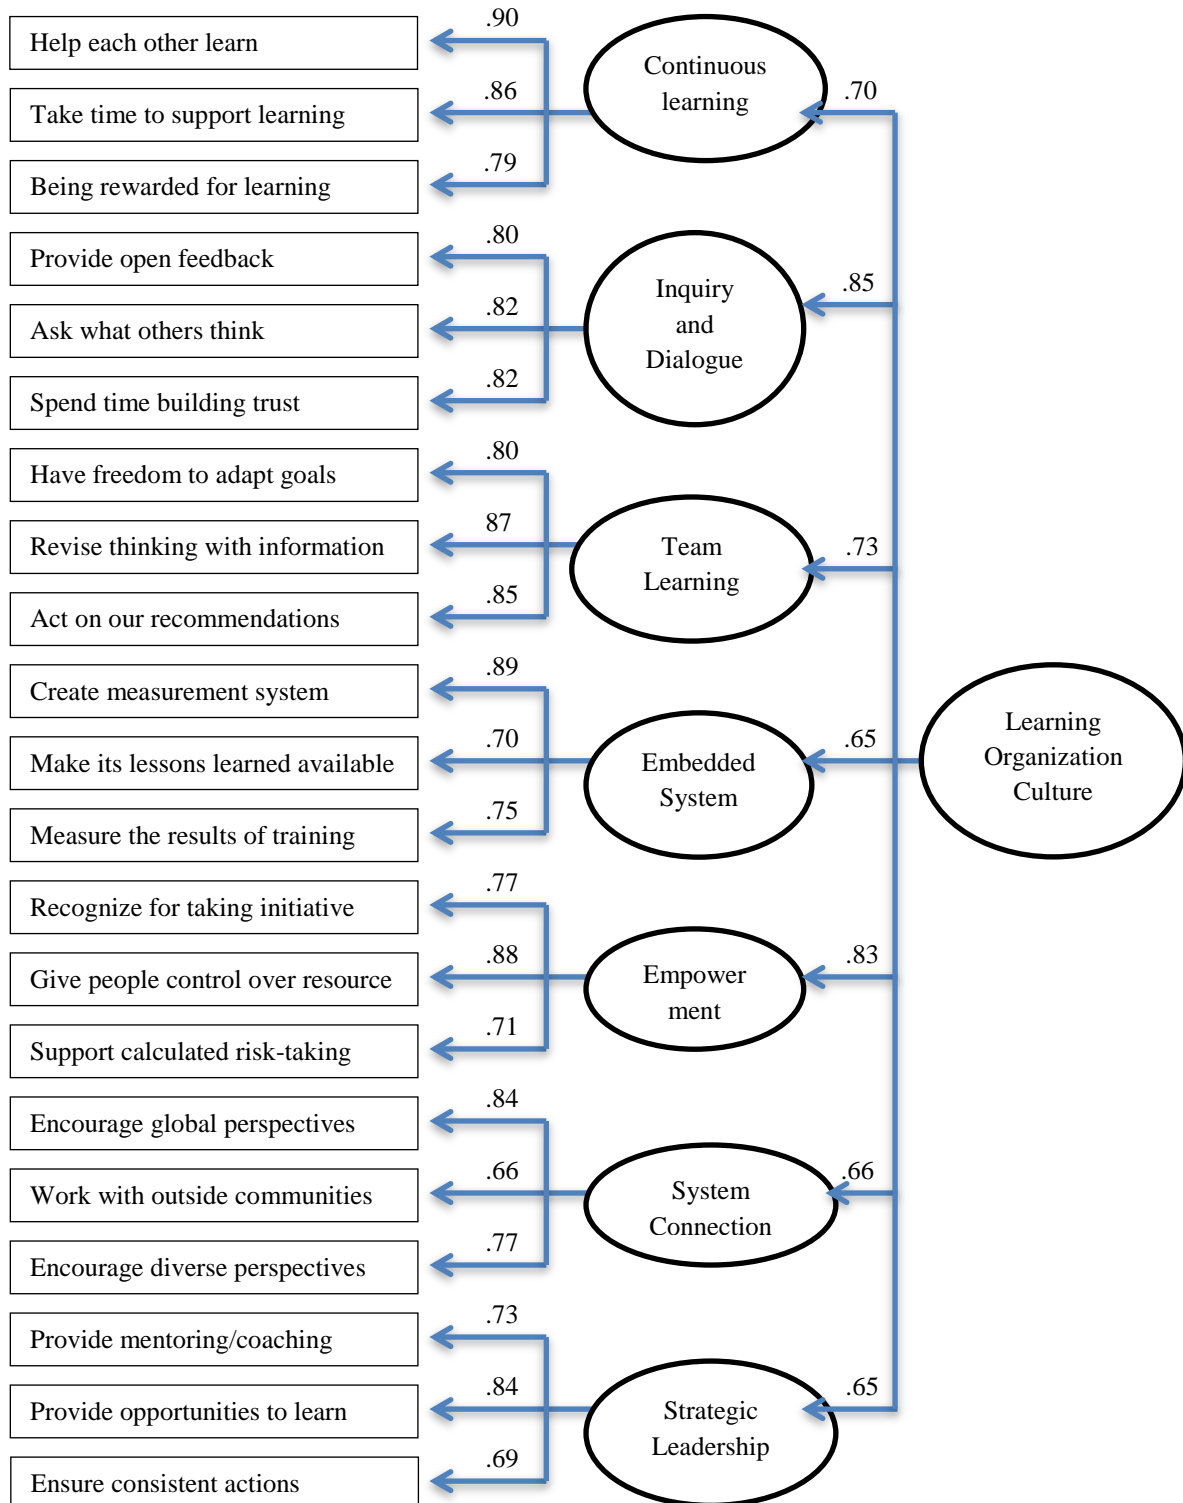 .90
Help each other learn
Continuous
learning
.86
.70
Take time to support learning
.79
Being rewarded for learning
.80
Provide open feedback
Inquiry
and
Dialogue
.85
.82
Ask what others think
.82
Spend time building trust
.80
Have freedom to adapt goals
87
Revise thinking with information
Team
Learning
.73
.85
Act on our recommendations
.89
Create measurement system
.70
Make its lessons learned available
Embedded
System
.65
Learning
Organization
Culture
.75
Measure the results of training
.77
Recognize for taking initiative
.88
Give people control over resource
Empower
ment
.83
.71
Support calculated risk-taking
.84
Encourage global perspectives
.66
Work with outside communities
System
Connection
.66
.77
Encourage diverse perspectives
.73
Provide mentoring/coaching
.84
Provide opportunities to learn
Strategic
Leadership
.65
.69
Ensure consistent actions